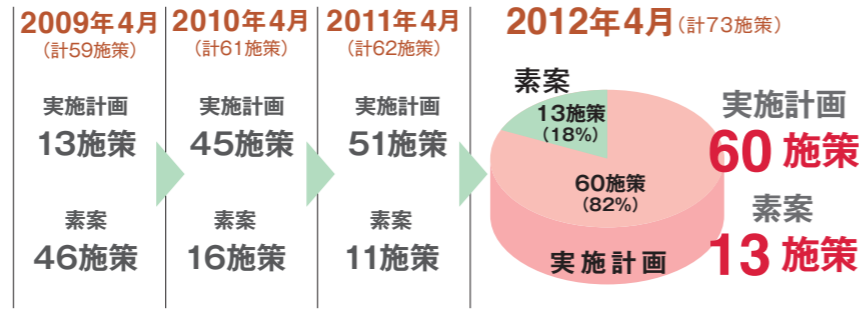 2009年4月
（計59施策）
実施計画
13施策
素案
46施策
2010年4月
（計61施策）
実施計画
45施策
素案
16施策
2011年4月
（計62施策）
実施計画
51施策
素案
11施策
2012年4月（計73施策）
素案
13施策
（18%）
60施策
（82%）
実施計画
実施計画
60施策
素案
13施策